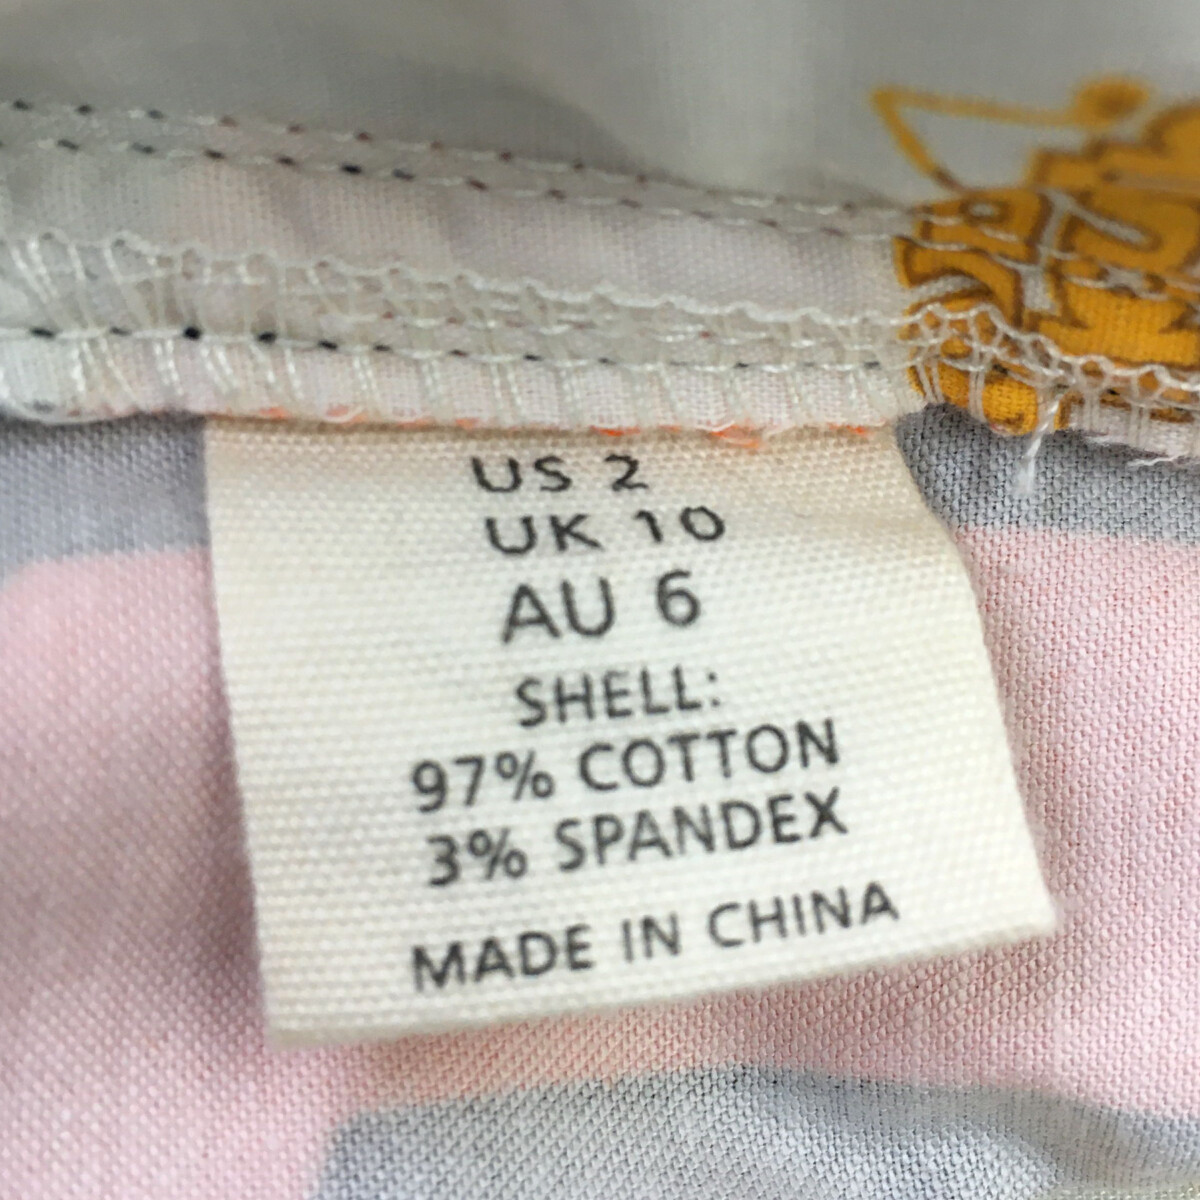 US 2
UK 10
AU 6
SHELL:
97% COTTON
3% SPANDEX
MADE IN CHINA